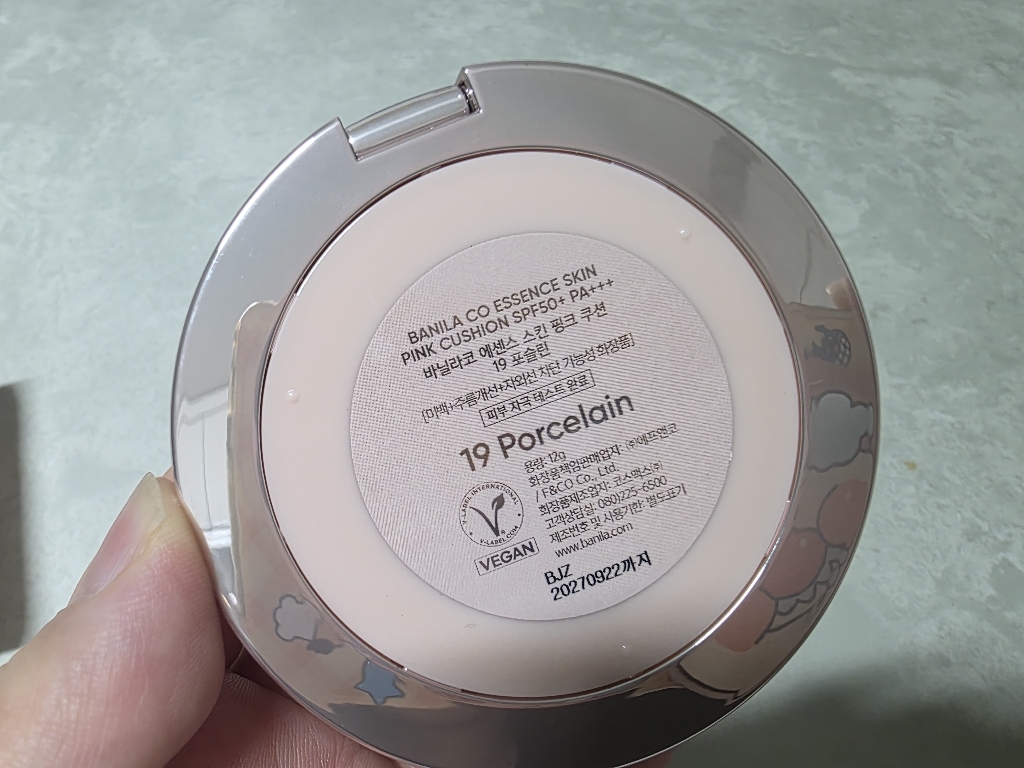 BANILA CO ESSENCE SKIN
PINK CUSHION SPF50+ PA+++
바닐라코 에센스 스킨 핑크 쿠션
19 포슬린
[미백+주름개선+자외선 차단 기능성 화장품]
피부 자극 테스트 완료
19 Porcelain
용량: 12g
화장품책임판매업자: ㈜에프앤코
/ F&CO Co., Ltd.
화장품제조업자: 코스맥스㈜
고객상담실: 080)225-6500
제조번호 및 사용기한: 별도표기
www.banila.com
V-LABEL INTERNATIONAL
V-LABEL.COM
VEGAN
BJZ
20270922까지